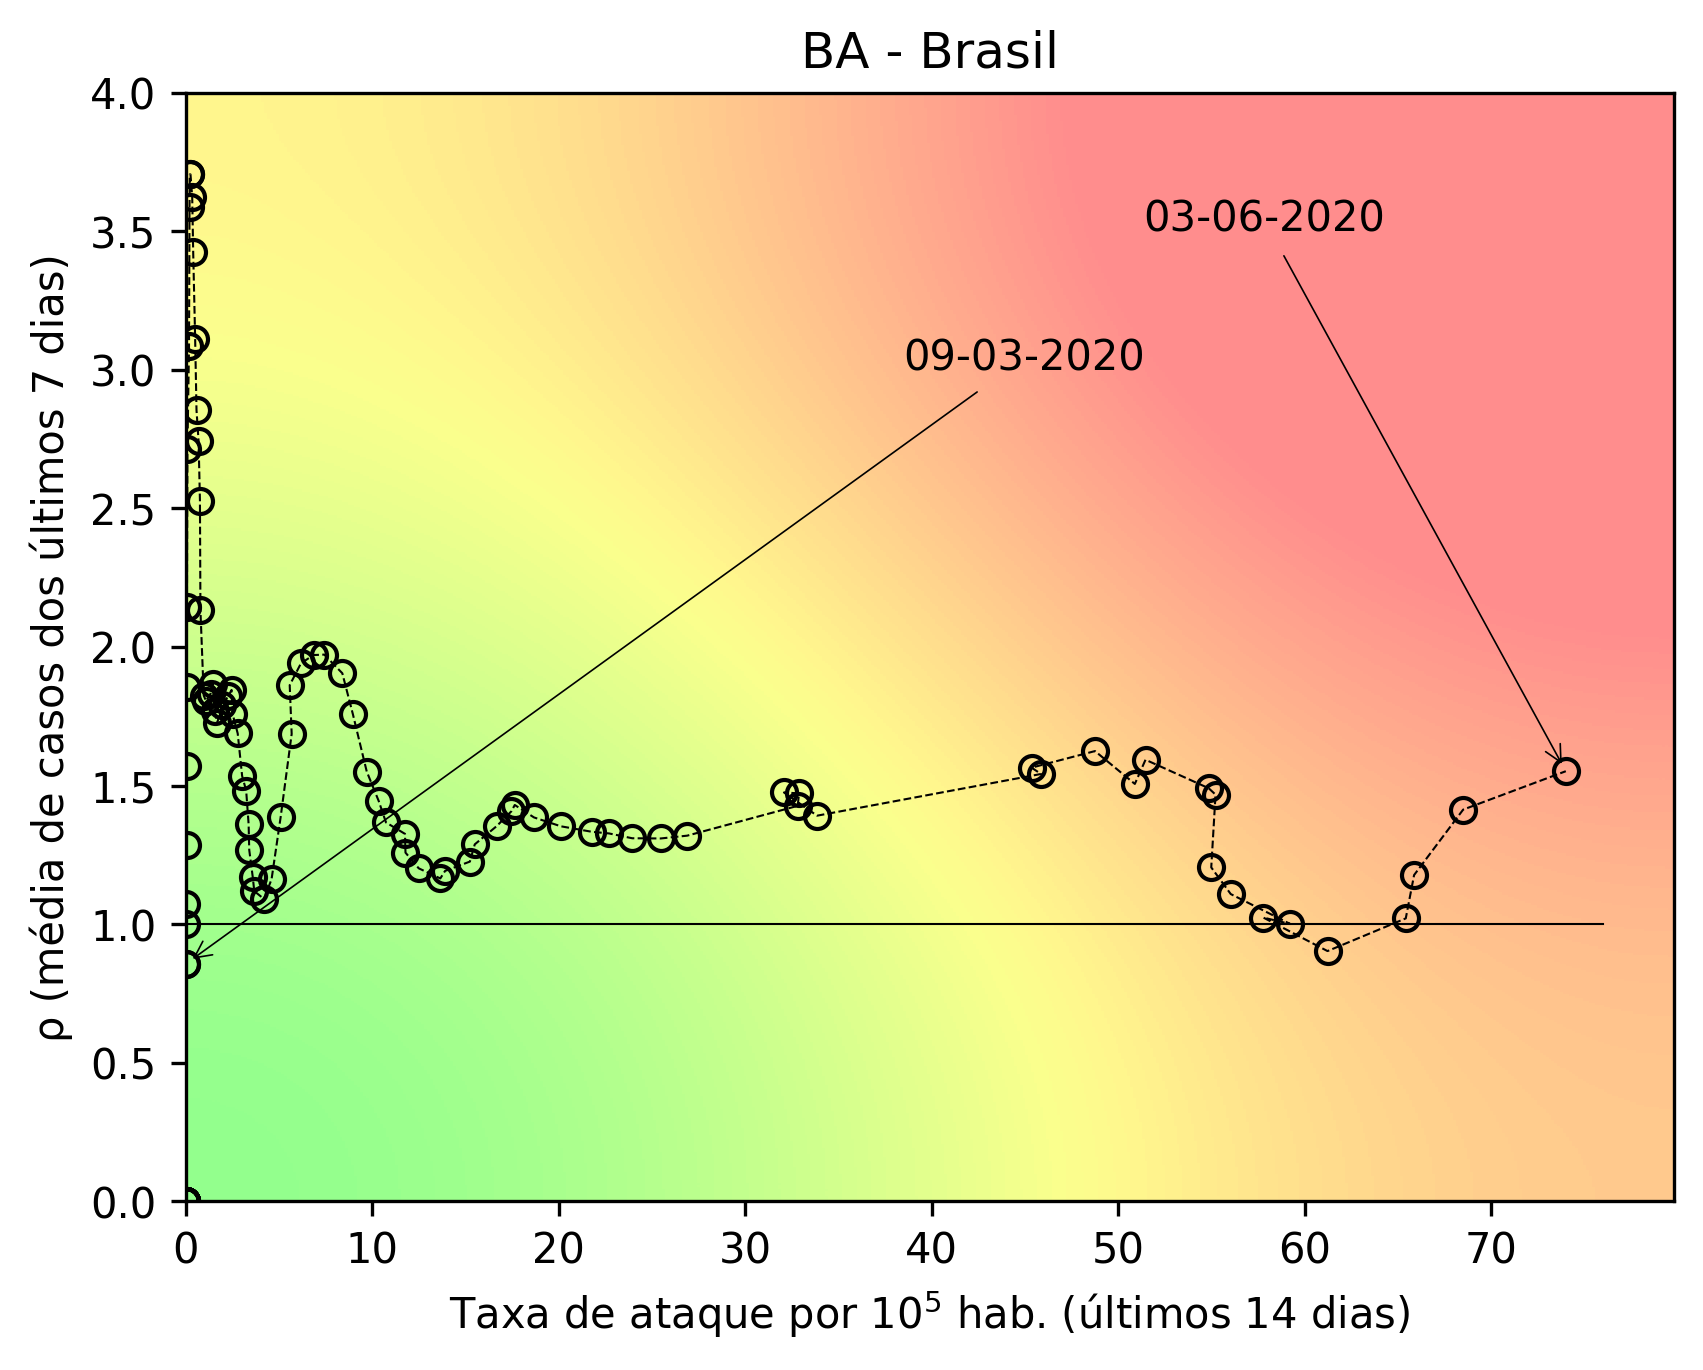 BA - Brasil
4.0
3.5
3.0
2.5
2.0
1.5
1.0
0.5
0.0
ρ (média de casos dos últimos 7 dias)
03-06-2020
09-03-2020
0 10 20 30 40 50 60 70
Taxa de ataque por 10⁵ hab. (últimos 14 dias)